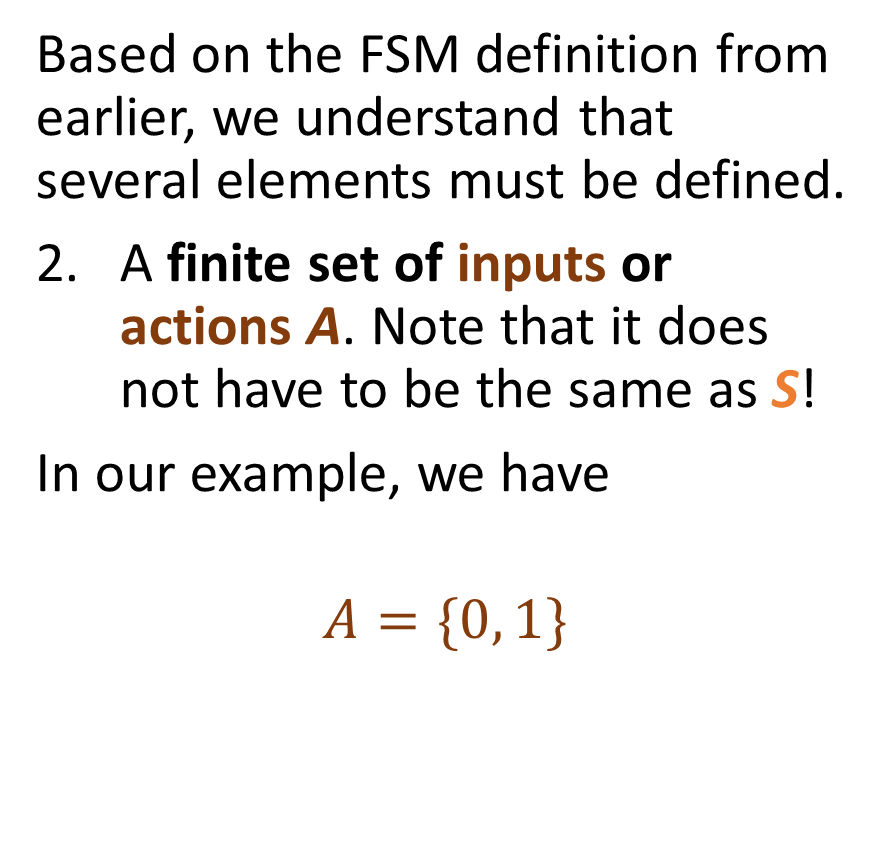 Based on the FSM definition from
earlier, we understand that
several elements must be defined.
2. A finite set of inputs or
actions A. Note that it does
not have to be the same as S!
In our example, we have
A = {0, 1}